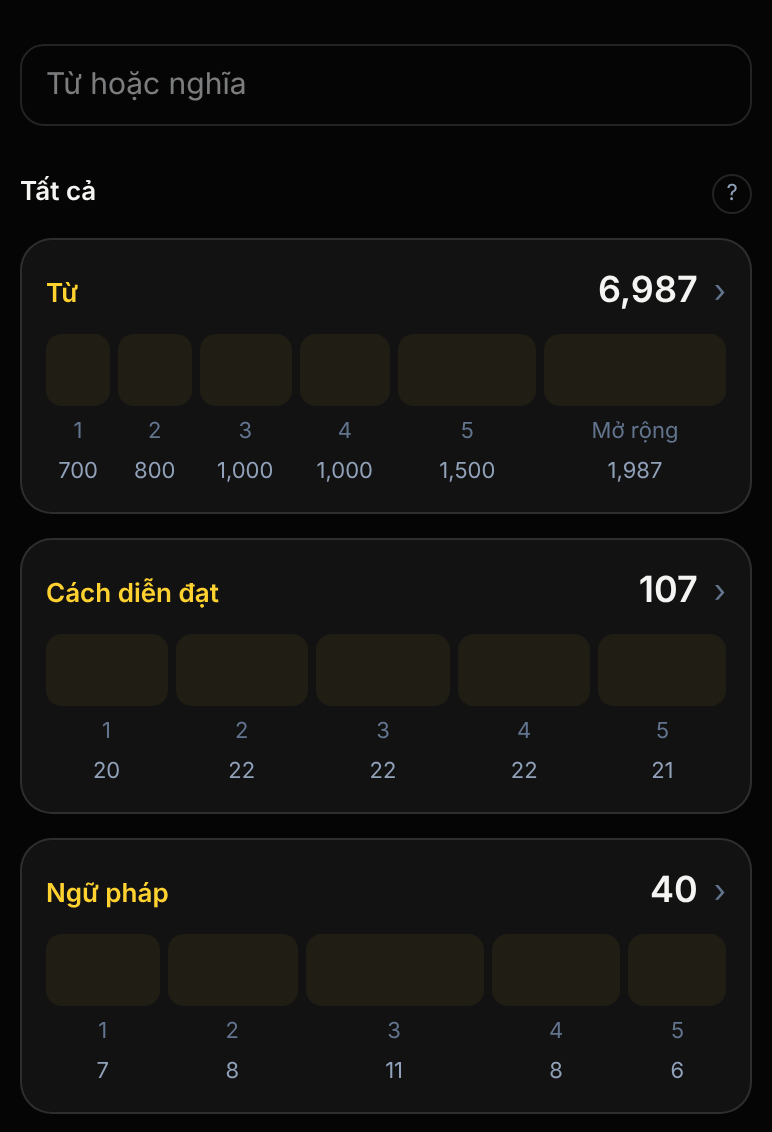 Từ hoặc nghĩa
Tất cả ?
Từ 6,987 ›
1 2 3 4 5 Mở rộng
700 800 1,000 1,000 1,500 1,987
Cách diễn đạt 107 ›
1 2 3 4 5
20 22 22 22 21
Ngữ pháp 40 ›
1 2 3 4 5
7 8 11 8 6